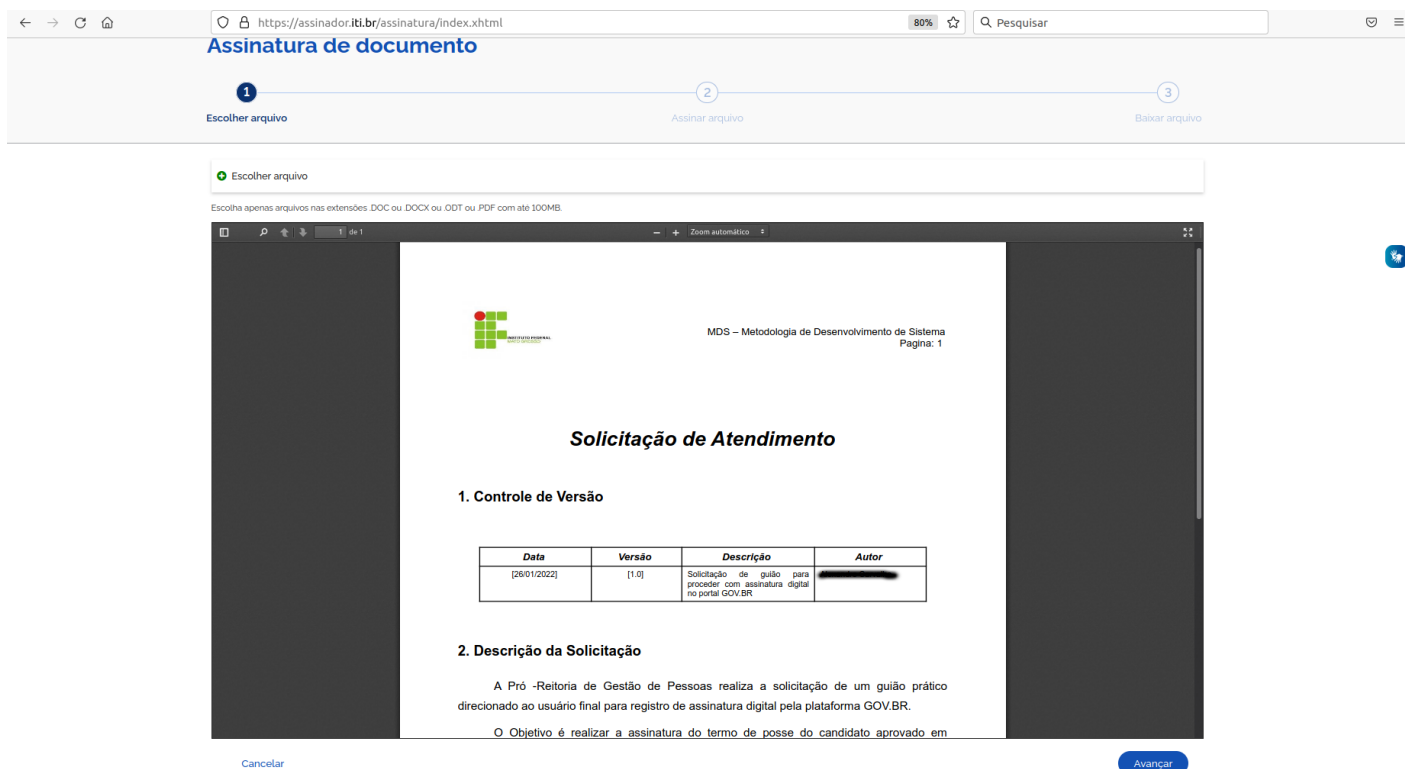 https://assinador.iti.br/assinatura/index.xhtml
80%
Pesquisar
Assinatura de documento
1
2
3
Escolher arquivo
Assinar arquivo
Baixar arquivo
Escolher arquivo
Escolha apenas arquivos nas extensões .DOC ou .DOCX ou .ODT ou .PDF com até 100MB.
1 de 1
Zoom automático
INSTITUTO FEDERAL
MDS – Metodologia de Desenvolvimento de Sistema
Pagina: 1
Solicitação de Atendimento
1. Controle de Versão
Data Versão Descrição Autor
[26/01/2022] [1.0] Solicitação de guião para
proceder com assinatura digital
no portal GOV.BR
2. Descrição da Solicitação
A Pró -Reitoria de Gestão de Pessoas realiza a solicitação de um guião prático
direcionado ao usuário final para registro de assinatura digital pela plataforma GOV.BR.
O Objetivo é realizar a assinatura do termo de posse do candidato aprovado em
Cancelar
Avançar